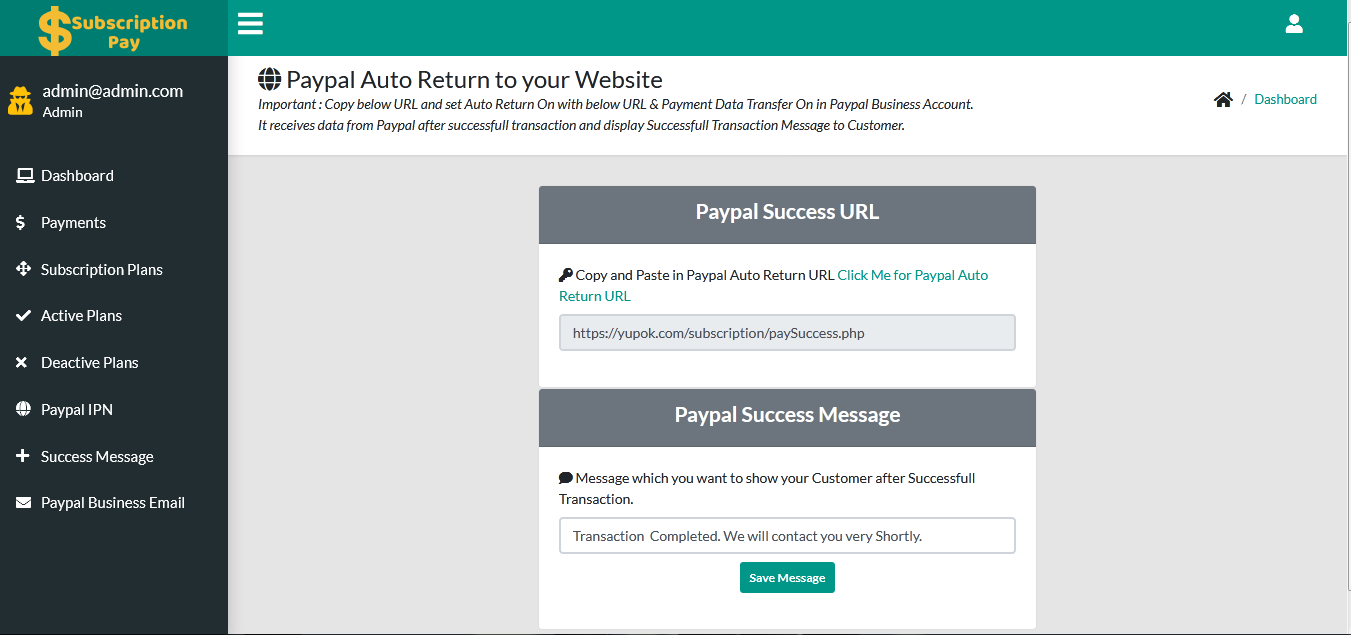 Subscription
Pay
admin@admin.com
Admin
Dashboard
Payments
Subscription Plans
Active Plans
Deactive Plans
Paypal IPN
Success Message
Paypal Business Email
Paypal Auto Return to your Website
Important : Copy below URL and set Auto Return On with below URL & Payment Data Transfer On in Paypal Business Account.
It receives data from Paypal after successfull transaction and display Successfull Transaction Message to Customer.
/ Dashboard
Paypal Success URL
Copy and Paste in Paypal Auto Return URL Click Me for Paypal Auto
Return URL
https://yupok.com/subscription/paySuccess.php
Paypal Success Message
Message which you want to show your Customer after Successfull
Transaction.
Transaction  Completed. We will contact you very Shortly.
Save Message